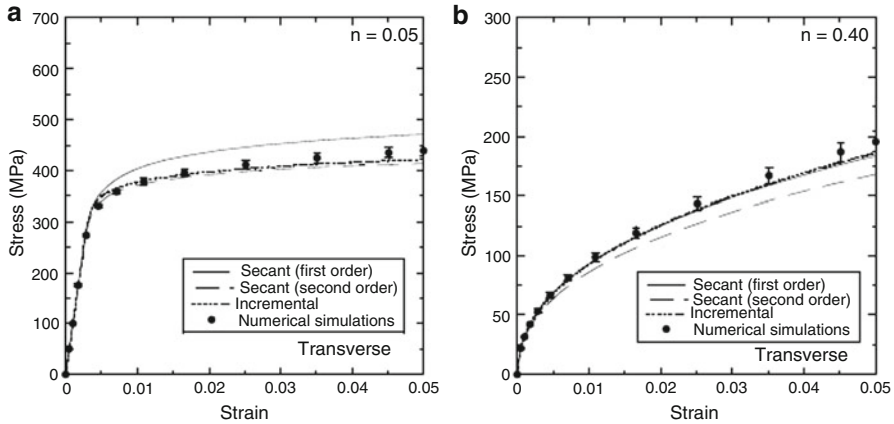 a
700
600
500
400
300
200
100
0
Stress (MPa)
n = 0.05
Secant (first order)
Secant (second order)
Incremental
Numerical simulations
Transverse
0
0.01
0.02
0.03
0.04
0.05
Strain
b
300
250
200
150
100
50
0
Stress (MPa)
n = 0.40
Secant (first order)
Secant (second order)
Incremental
Numerical simulations
Transverse
0
0.01
0.02
0.03
0.04
0.05
Strain